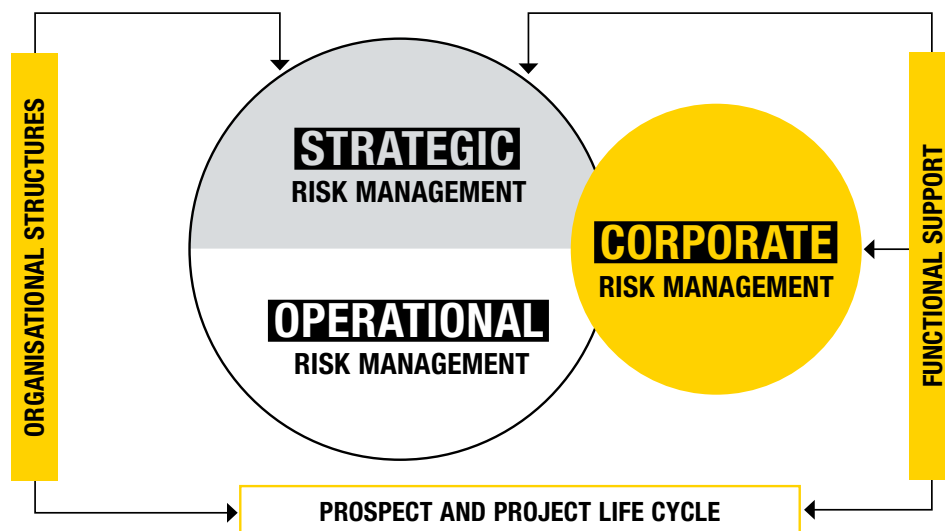 ORGANISATIONAL STRUCTURES
STRATEGIC
RISK MANAGEMENT
OPERATIONAL
RISK MANAGEMENT
CORPORATE
RISK MANAGEMENT
FUNCTIONAL SUPPORT
PROSPECT AND PROJECT LIFE CYCLE